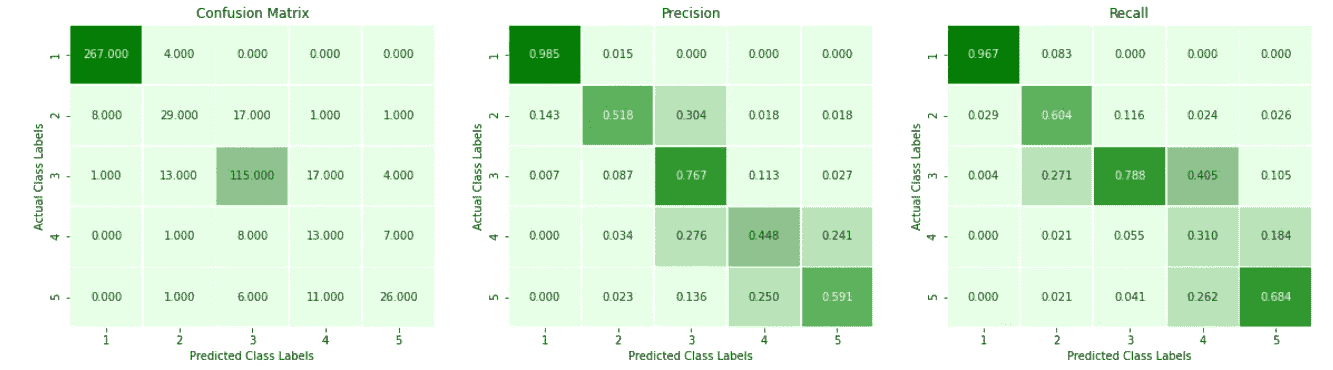 Confusion Matrix
Precision
Recall
Actual Class Labels
1 267.000 4.000 0.000 0.000 0.000
2 8.000 29.000 17.000 1.000 1.000
3 1.000 13.000 115.000 17.000 4.000
4 0.000 1.000 8.000 13.000 7.000
5 0.000 1.000 6.000 11.000 26.000
1 2 3 4 5
Predicted Class Labels
Actual Class Labels
1 0.985 0.015 0.000 0.000 0.000
2 0.143 0.518 0.304 0.018 0.018
3 0.007 0.087 0.767 0.113 0.027
4 0.000 0.034 0.276 0.448 0.241
5 0.000 0.023 0.136 0.250 0.591
1 2 3 4 5
Predicted Class Labels
Actual Class Labels
1 0.967 0.083 0.000 0.000 0.000
2 0.029 0.604 0.116 0.024 0.026
3 0.004 0.271 0.788 0.405 0.105
4 0.000 0.021 0.055 0.310 0.184
5 0.000 0.021 0.041 0.262 0.684
1 2 3 4 5
Predicted Class Labels